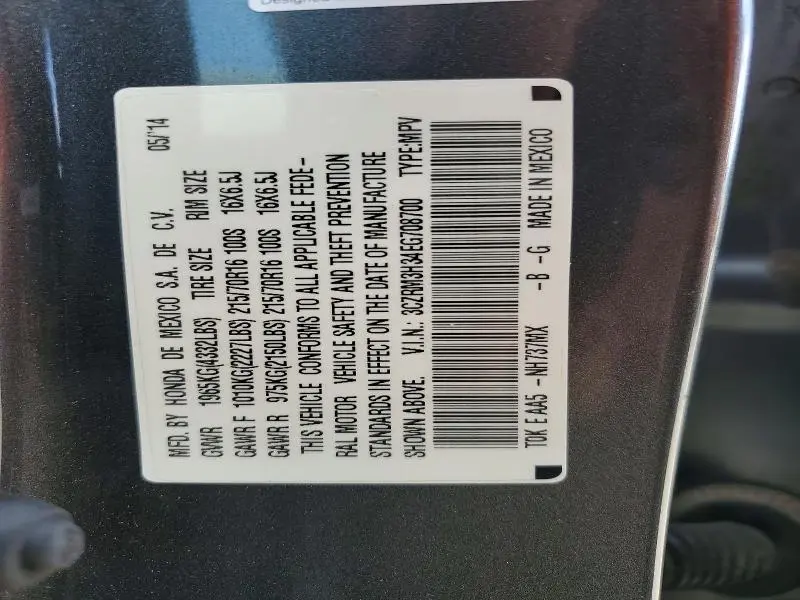 Designed
MFD. BY HONDA DE MEXICO S.A. DE C.V. 05/'14
GVWR 1965KG(4332LBS) TIRE SIZE RIM SIZE
GAWR F 1010KG(2227LBS) 215/70R16 100S 16X6.5J
GAWR R 975KG(2150LBS) 215/70R16 100S 16X6.5J
THIS VEHICLE CONFORMS TO ALL APPLICABLE FEDE-
RAL MOTOR VEHICLE SAFETY AND THEFT PREVENTION
STANDARDS IN EFFECT ON THE DATE OF MANUFACTURE
SHOWN ABOVE. V.I.N.: 3CZRM3H34EG708700 TYPE:MPV
T0K E AA5 -NH737MX -B -G MADE IN MEXICO